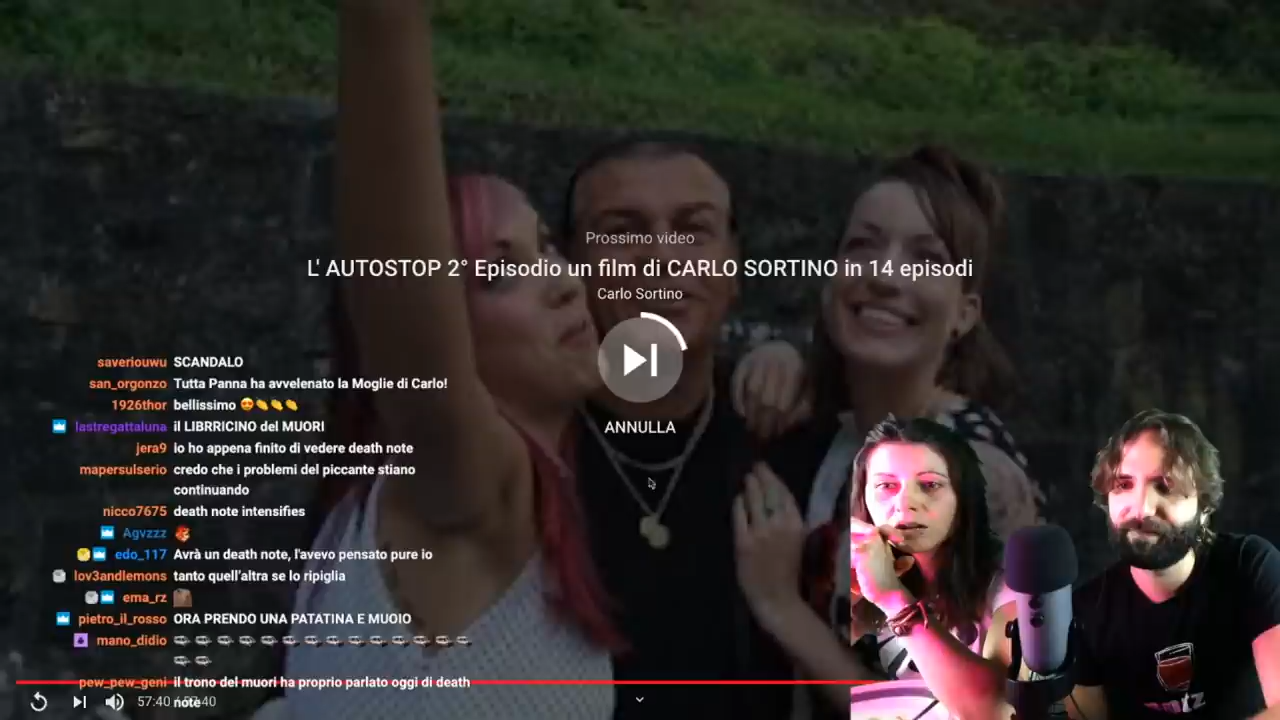 Prossimo video
L' AUTOSTOP 2° Episodio un film di CARLO SORTINO in 14 episodi
Carlo Sortino
ANNULLA
saveriouwu SCANDALO
san_orgonzo Tutta Panna ha avvelenato la Moglie di Carlo!
1926thor bellissimo 😍👏👏👏
lastregattaluna il LIBRRICINO del MUORI
jera9 io ho appena finito di vedere death note
mapersulserio credo che i problemi del piccante stiano
continuando
nicco7675 death note intensifies
Agvzzz
edo_117 Avrà un death note, l'avevo pensato pure io
lov3andlemons tanto quell'altra se lo ripiglia
ema_rz
pietro_il_rosso ORA PRENDO UNA PATATINA E MUOIO
mano_didio
pew_pew_geni il trono del muori ha proprio parlato oggi di death
note
57:40